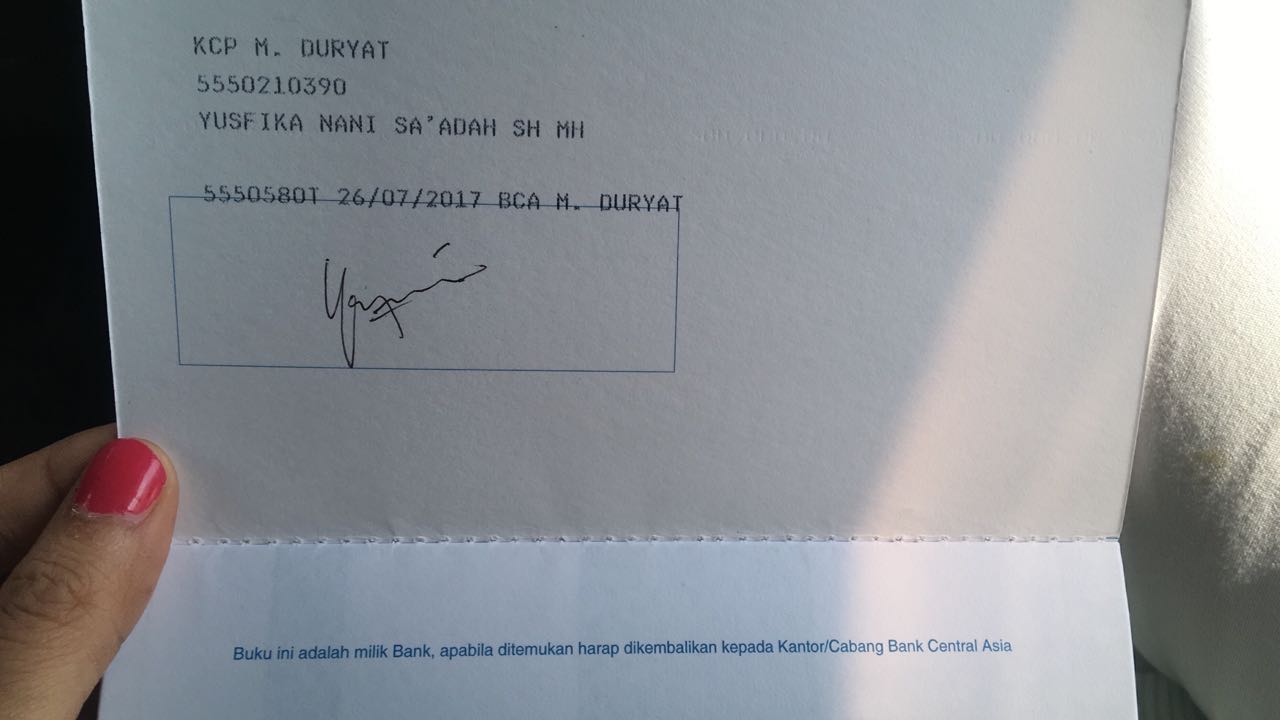 KCP M. DURYAT
5550210390
YUSFIKA NANI SA'ADAH SH MH
5550580T 26/07/2017 BCA M. DURYAT
Buku ini adalah milik Bank, apabila ditemukan harap dikembalikan kepada Kantor/Cabang Bank Central Asia